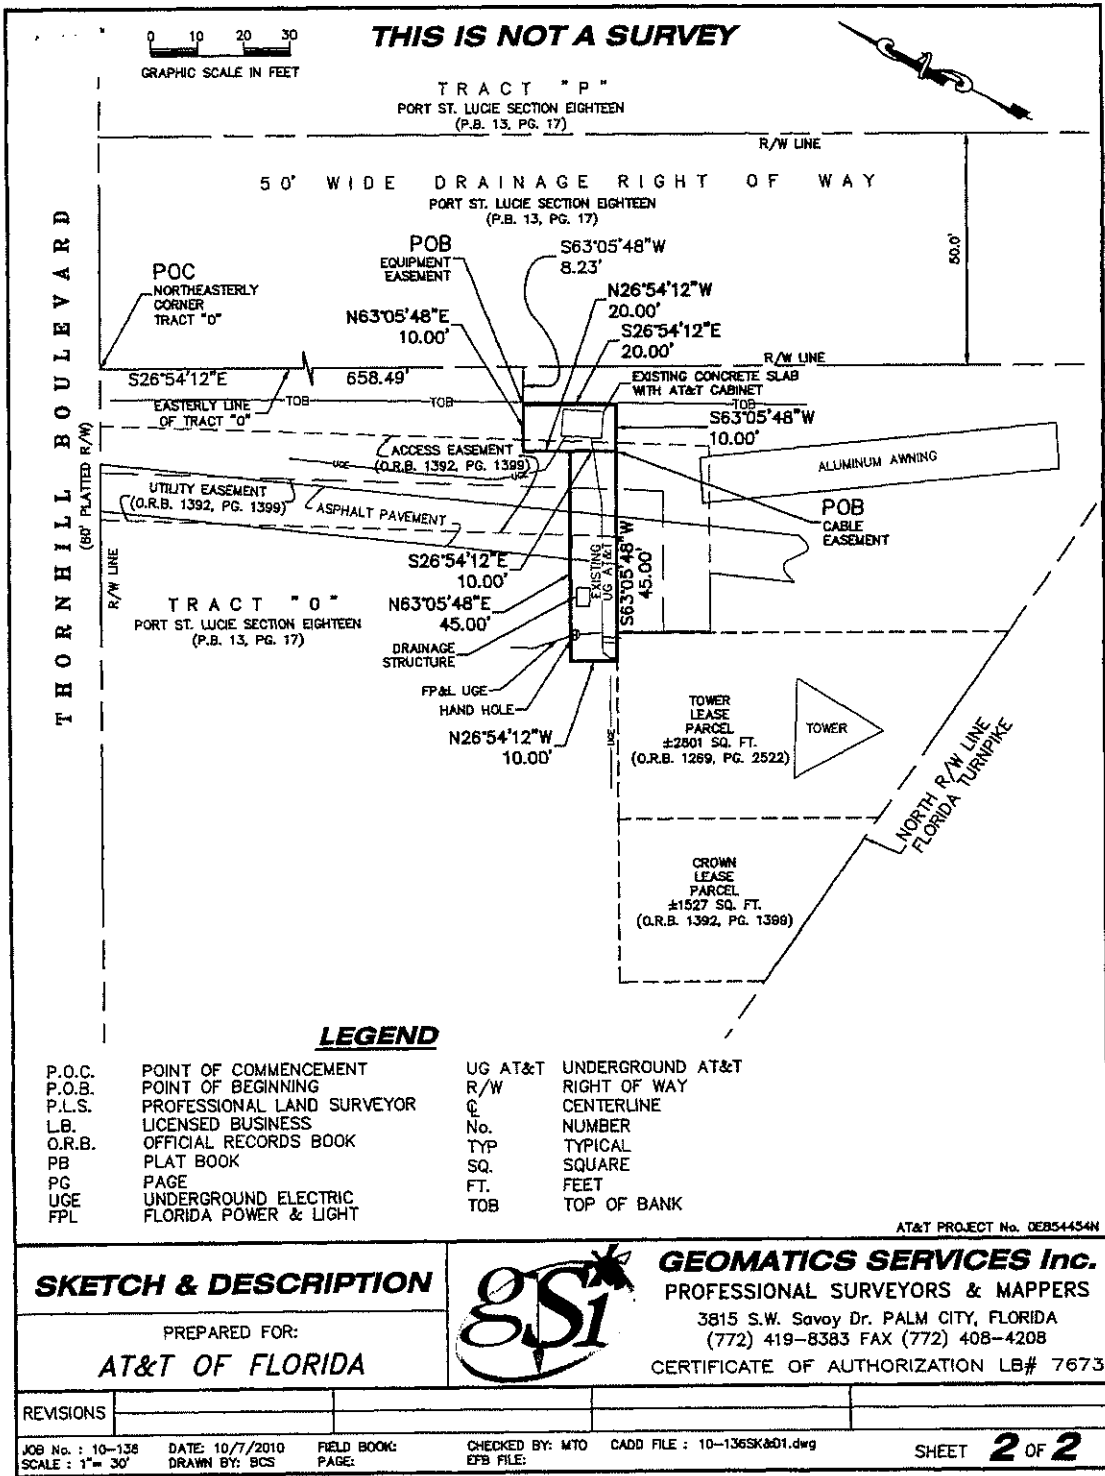 THIS IS NOT A SURVEY
0 10 20 30
GRAPHIC SCALE IN FEET
TRACT "P"
PORT ST. LUCIE SECTION EIGHTEEN
(P.B. 13, PG. 17)
R/W LINE
50' WIDE DRAINAGE RIGHT OF WAY
PORT ST. LUCIE SECTION EIGHTEEN
(P.B. 13, PG. 17)
50.0'
THORNHILL BOULEVARD
(60' PLATTED R/W)
R/W LINE
POC
NORTHEASTERLY
CORNER
TRACT "O"
POB
EQUIPMENT
EASEMENT
S63°05'48"W
8.23'
N63°05'48"E
10.00'
N26°54'12"W
20.00'
S26°54'12"E
20.00'
R/W LINE
S26°54'12"E 658.49'
EXISTING CONCRETE SLAB
WITH AT&T CABINET
EASTERLY LINE
OF TRACT "O"
TOB
TOB
TOB
S63°05'48"W
10.00'
ACCESS EASEMENT
(O.R.B. 1392, PG. 1399)
UGE
UGE
ALUMINUM AWNING
UTILITY EASEMENT
(O.R.B. 1392, PG. 1399)
ASPHALT PAVEMENT
POB
CABLE
EASEMENT
S26°54'12"E
10.00'
EXISTING
UG AT&T
S63°05'48"W
45.00'
TRACT "O"
PORT ST. LUCIE SECTION EIGHTEEN
(P.B. 13, PG. 17)
N63°05'48"E
45.00'
DRAINAGE
STRUCTURE
FP&L UGE
HAND HOLE
N26°54'12"W
10.00'
UGE
TOWER
LEASE
PARCEL
±2801 SQ. FT.
(O.R.B. 1269, PG. 2522)
TOWER
NORTH R/W LINE
FLORIDA TURNPIKE
CROWN
LEASE
PARCEL
±1527 SQ. FT.
(O.R.B. 1392, PG. 1399)
LEGEND
P.O.C. POINT OF COMMENCEMENT
P.O.B. POINT OF BEGINNING
P.L.S. PROFESSIONAL LAND SURVEYOR
LB. LICENSED BUSINESS
O.R.B. OFFICIAL RECORDS BOOK
PB PLAT BOOK
PG PAGE
UGE UNDERGROUND ELECTRIC
FPL FLORIDA POWER & LIGHT
UG AT&T UNDERGROUND AT&T
R/W RIGHT OF WAY
℄ CENTERLINE
No. NUMBER
TYP TYPICAL
SQ. SQUARE
FT. FEET
TOB TOP OF BANK
AT&T PROJECT No. 0EB54454N
SKETCH & DESCRIPTION
PREPARED FOR:
AT&T OF FLORIDA
gsi
GEOMATICS SERVICES Inc.
PROFESSIONAL SURVEYORS & MAPPERS
3815 S.W. Savoy Dr. PALM CITY, FLORIDA
(772) 419-8383 FAX (772) 408-4208
CERTIFICATE OF AUTHORIZATION LB# 7673
REVISIONS
JOB No. : 10-136 DATE: 10/7/2010 FIELD BOOK: CHECKED BY: MTO CADD FILE : 10-136SK&D1.dwg
SCALE : 1"= 30' DRAWN BY: BCS PAGE: EFB FILE:
SHEET 2 OF 2